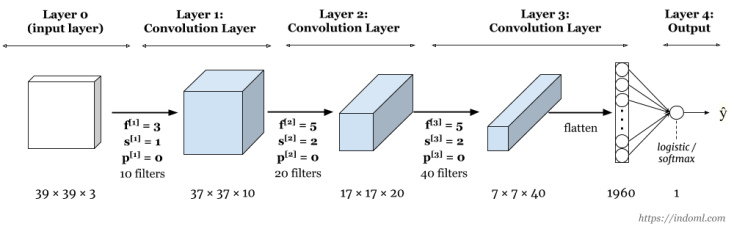 Layer 0
(input layer)
Layer 1:
Convolution Layer
Layer 2:
Convolution Layer
Layer 3:
Convolution Layer
Layer 4:
Output
f[1] = 3
s[1] = 1
p[1] = 0
10 filters
f[2] = 5
s[2] = 2
p[2] = 0
20 filters
f[3] = 5
s[3] = 2
p[3] = 0
40 filters
flatten
ŷ
logistic /
softmax
39 × 39 × 3
37 × 37 × 10
17 × 17 × 20
7 × 7 × 40
1960
1
https://indoml.com